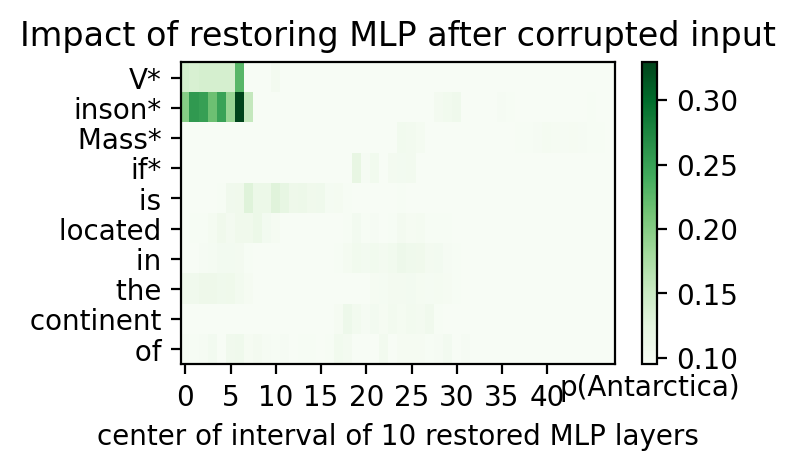 Impact of restoring MLP after corrupted input
V*
inson*
Mass*
if*
is
located
in
the
continent
of
0 5 10 15 20 25 30 35 40
center of interval of 10 restored MLP layers
0.30
0.25
0.20
0.15
0.10
p(Antarctica)